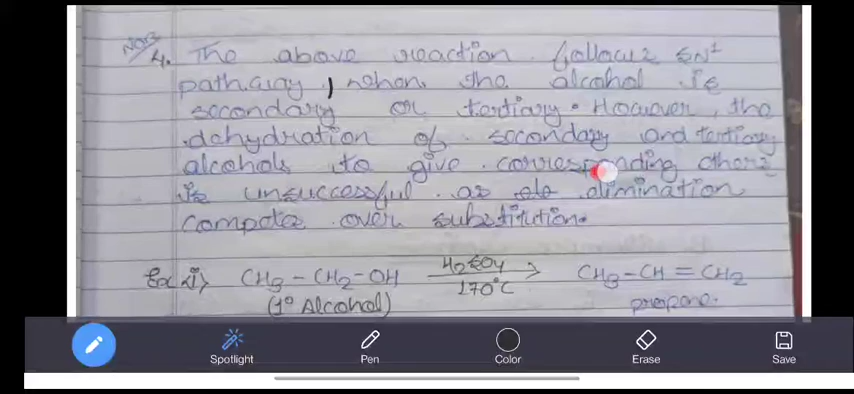 Note
4. The above reaction follows SN¹
pathway, when the alcohol is
secondary or tertiary. However, the
dehydration of secondary and tertiary
alcohols to give corresponding ethers
is unsuccessful as elimination
competes over substitution.
Ex (i) CH₃ – CH₂ – OH H₂SO₄ 170°C → CH₃ – CH = CH₂
(1° Alcohol) propene.
Spotlight Pen Color Erase Save